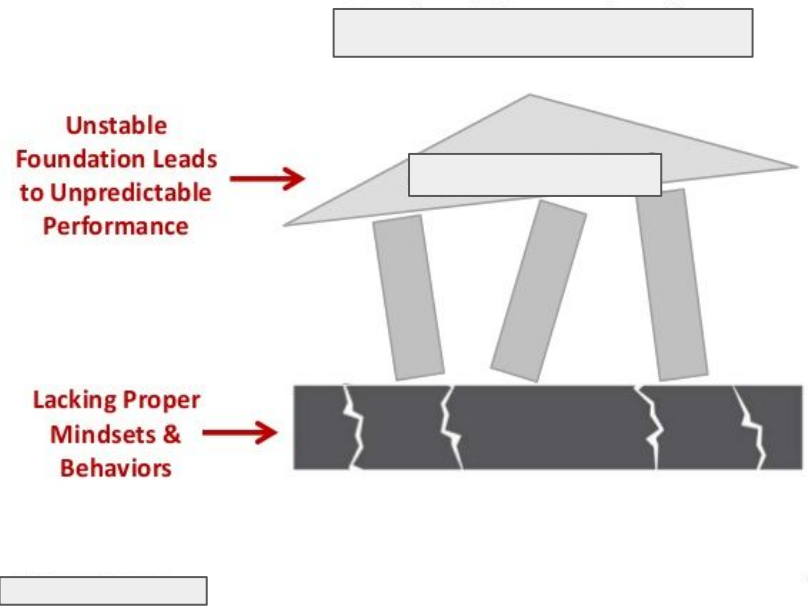 Unstable
Foundation Leads
to Unpredictable
Performance
Lacking Proper
Mindsets &
Behaviors